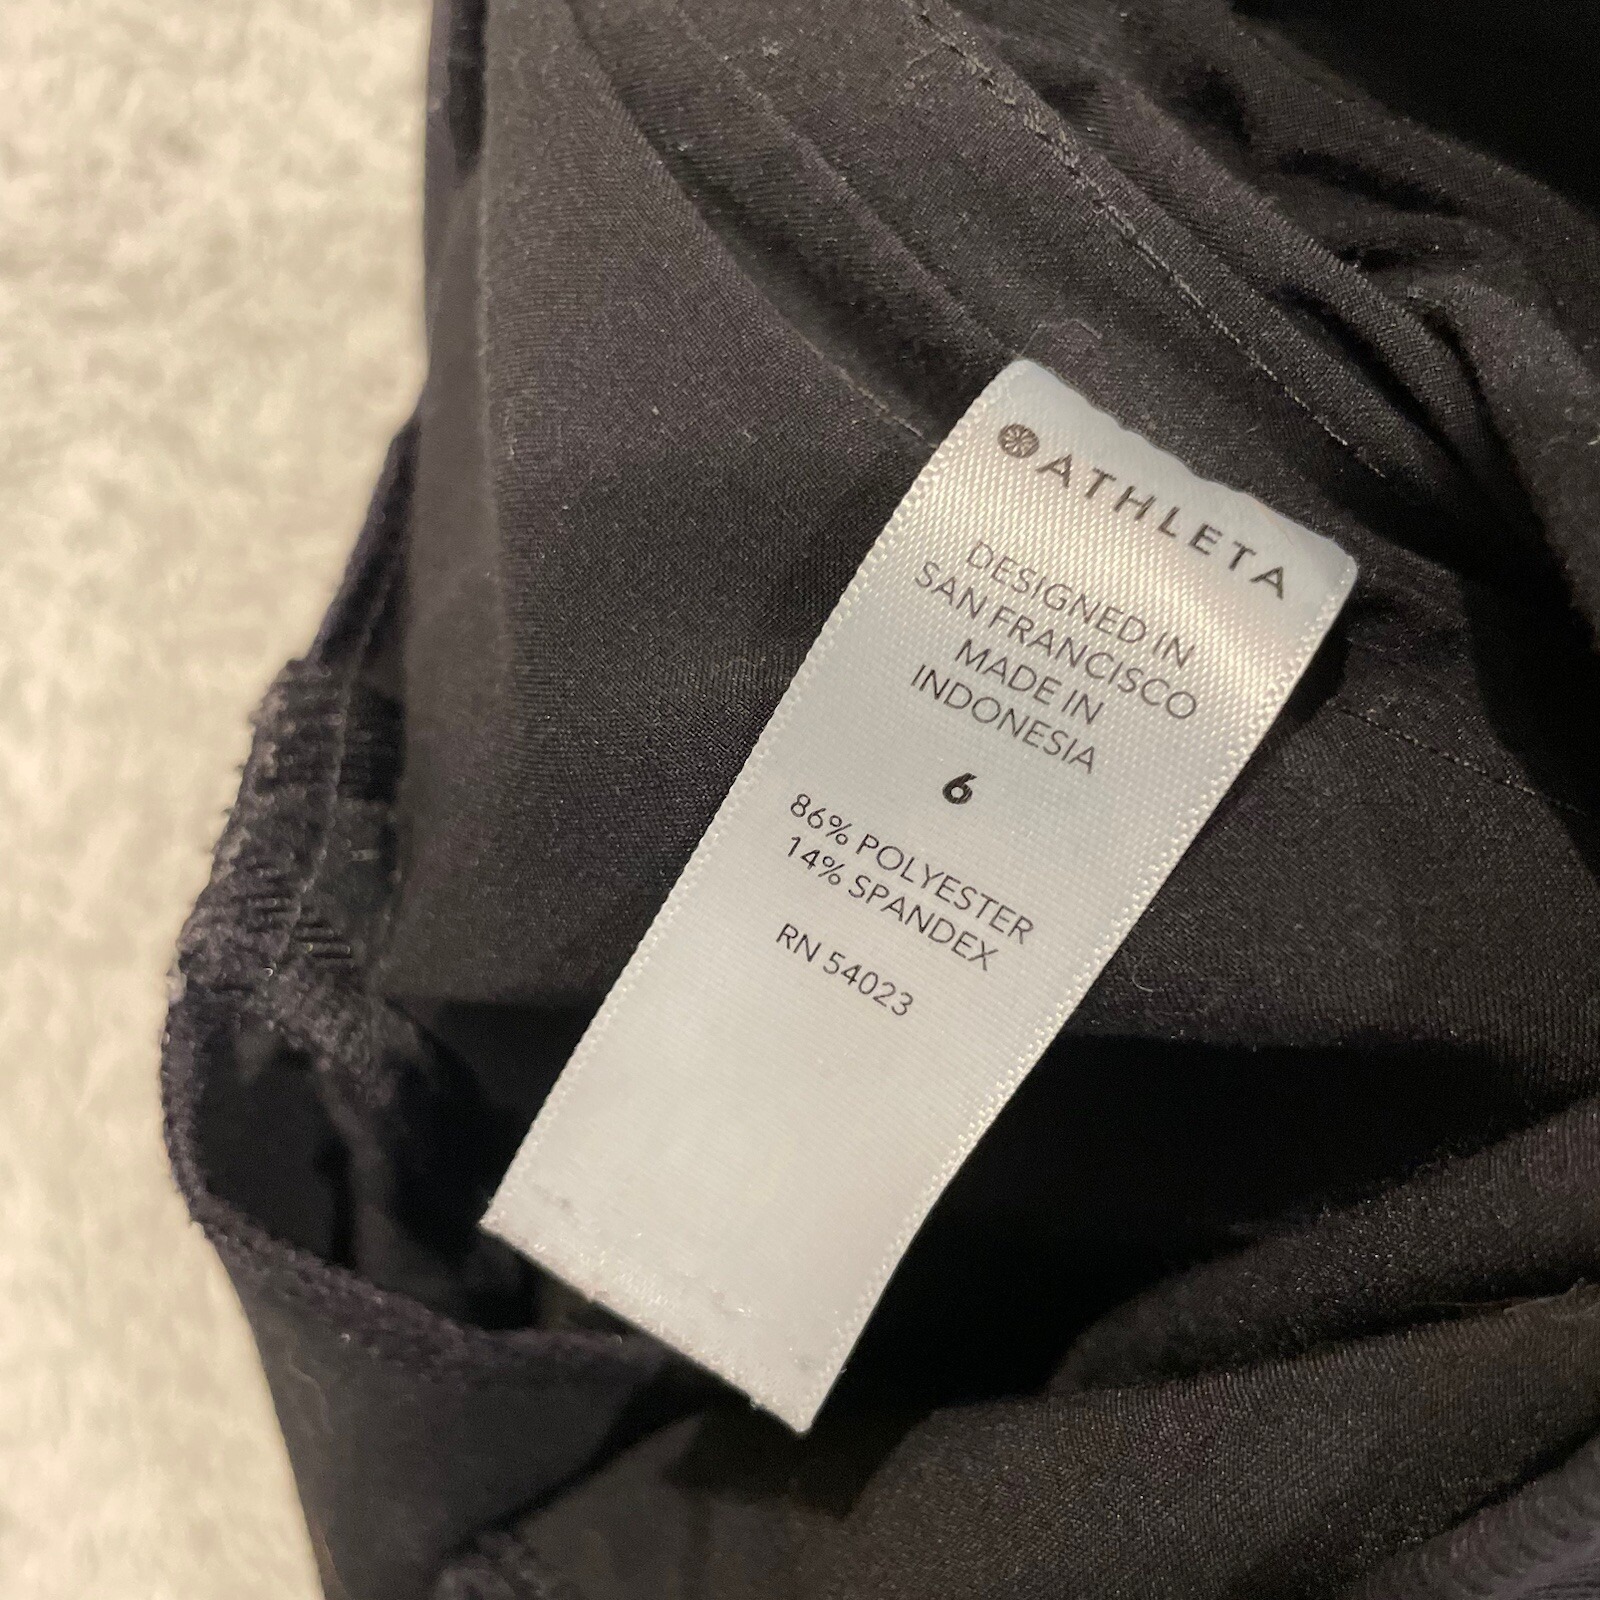 ATHLETA
DESIGNED IN
SAN FRANCISCO
MADE IN
INDONESIA
6
86% POLYESTER
14% SPANDEX
RN 54023